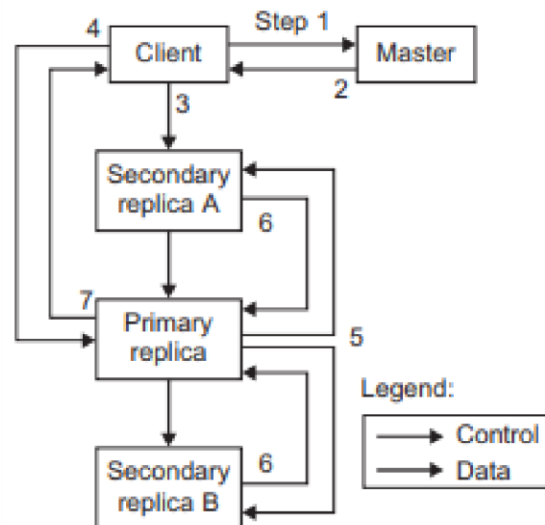 4
Step 1
Client
Master
2
3
Secondary
replica A
6
7
Primary
replica
5
Legend:
Control
Data
6
Secondary
replica B